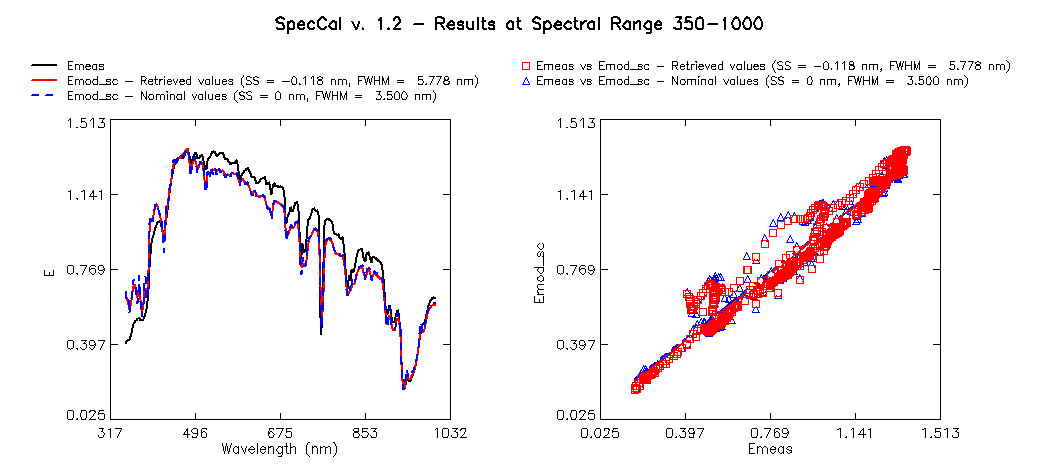 SpecCal v. 1.2 - Results at Spectral Range 350-1000
Emeas
Emod_sc - Retrieved values (SS = -0.118 nm, FWHM = 5.778 nm)
Emod_sc - Nominal values (SS = 0 nm, FWHM = 3.500 nm)
1.513
1.141
0.769
0.397
0.025
E
317 496 675 853 1032
Wavelength (nm)
Emeas vs Emod_sc - Retrieved values (SS = -0.118 nm, FWHM = 5.778 nm)
Emeas vs Emod_sc - Nominal values (SS = 0 nm, FWHM = 3.500 nm)
1.513
1.141
0.769
0.397
0.025
Emod_sc
0.025 0.397 0.769 1.141 1.513
Emeas